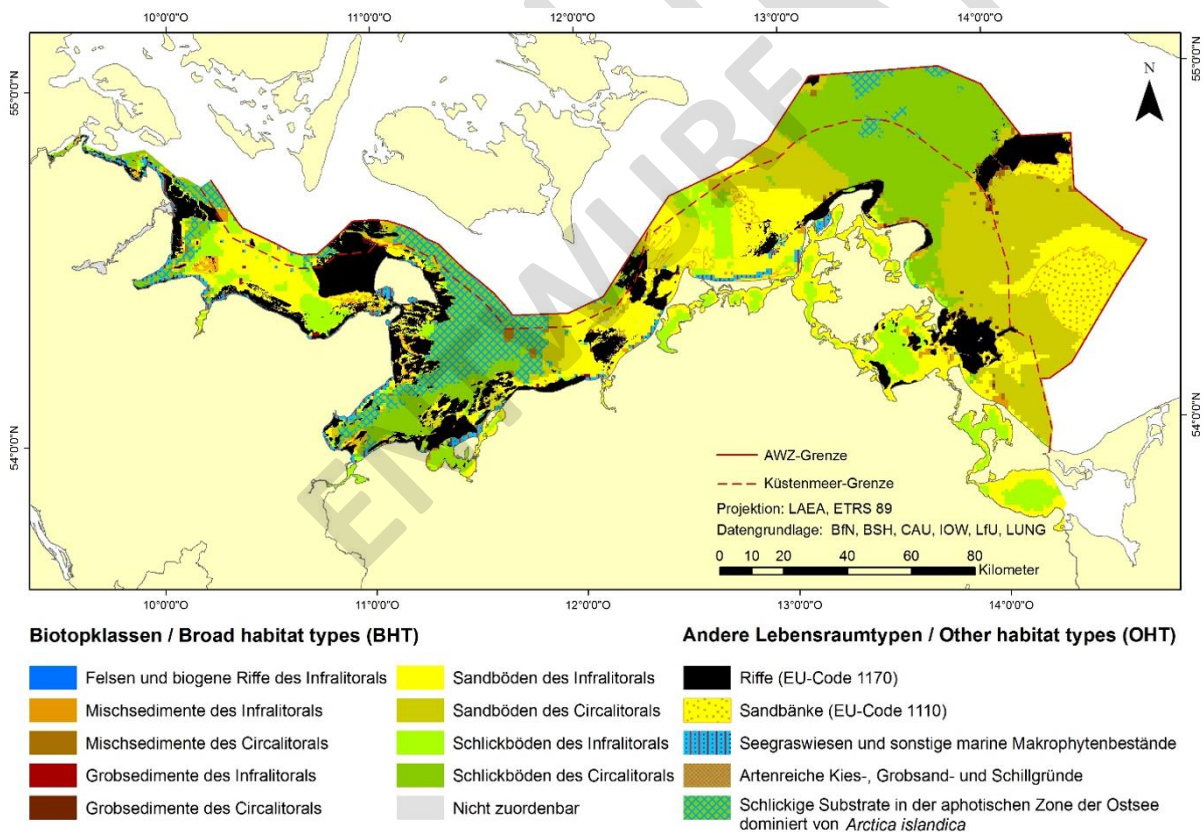 10°0'0"O 11°0'0"O 12°0'0"O 13°0'0"O 14°0'0"O
55°0'0"N
55°0'0"N
N
ENTWURF
54°0'0"N
54°0'0"N
AWZ-Grenze
Küstenmeer-Grenze
Projektion: LAEA, ETRS 89
Datengrundlage: BfN, BSH, CAU, IOW, LfU, LUNG
0 10 20 40 60 80
Kilometer
10°0'0"O 11°0'0"O 12°0'0"O 13°0'0"O 14°0'0"O
Biotopklassen / Broad habitat types (BHT)
Felsen und biogene Riffe des Infralitorals
Mischsedimente des Infralitorals
Mischsedimente des Circalitorals
Grobsedimente des Infralitorals
Grobsedimente des Circalitorals
Sandböden des Infralitorals
Sandböden des Circalitorals
Schlickböden des Infralitorals
Schlickböden des Circalitorals
Nicht zuordenbar
Andere Lebensraumtypen / Other habitat types (OHT)
Riffe (EU-Code 1170)
Sandbänke (EU-Code 1110)
Seegraswiesen und sonstige marine Makrophytenbestände
Artenreiche Kies-, Grobsand- und Schillgründe
Schlickige Substrate in der aphotischen Zone der Ostsee
dominiert von Arctica islandica